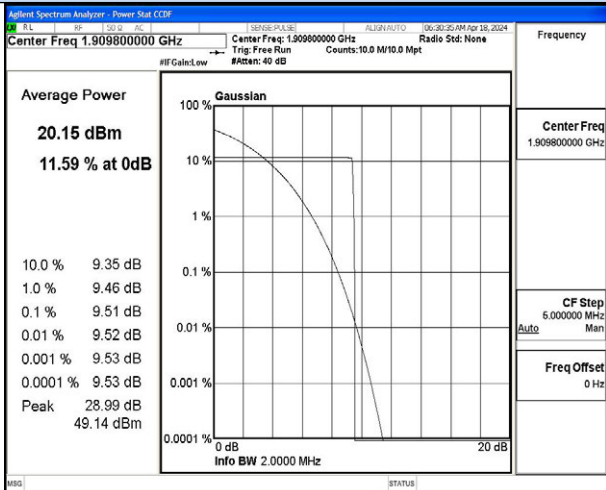 Agilent Spectrum Analyzer - Power Stat CCDF
RL RF 50 Ω AC SENSE:PULSE ALIGN AUTO 06:30:35 AM Apr 18, 2024
Center Freq 1.909800000 GHz
Center Freq: 1.909800000 GHz Radio Std: None
Trig: Free Run Counts:10.0 M/10.0 Mpt
#IFGain:Low #Atten: 40 dB
Frequency
Average Power
20.15 dBm
11.59 % at 0dB
10.0 % 9.35 dB
1.0 % 9.46 dB
0.1 % 9.51 dB
0.01 % 9.52 dB
0.001 % 9.53 dB
0.0001 % 9.53 dB
Peak 28.99 dB
49.14 dBm
Gaussian
100 %
10 %
1 %
0.1 %
0.01 %
0.001 %
0.0001 %
0 dB 20 dB
Info BW 2.0000 MHz
Center Freq
1.909800000 GHz
CF Step
6.000000 MHz
Auto Man
Freq Offset
0 Hz
MSG STATUS